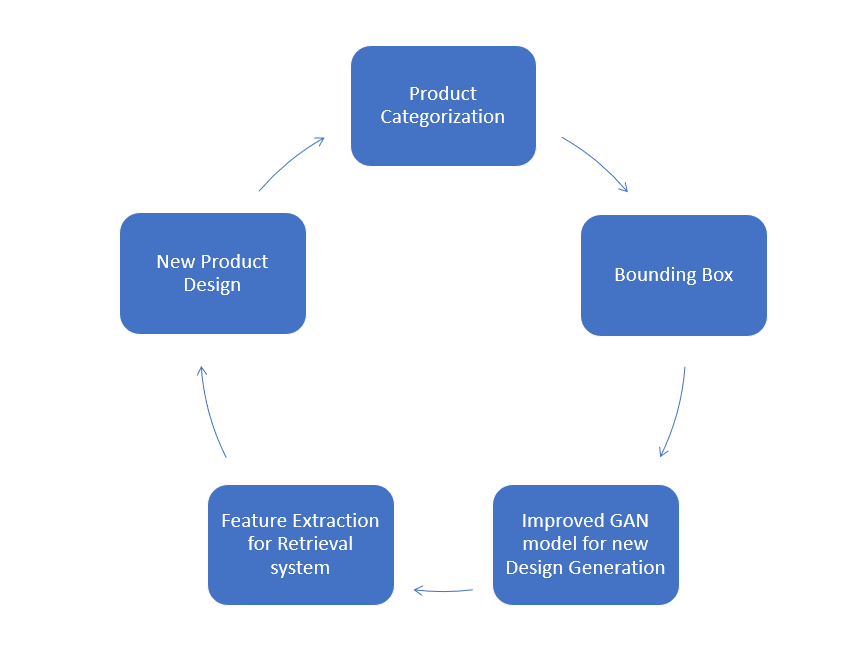 Product
Categorization
Bounding Box
Improved GAN
model for new
Design Generation
Feature Extraction
for Retrieval
system
New Product
Design